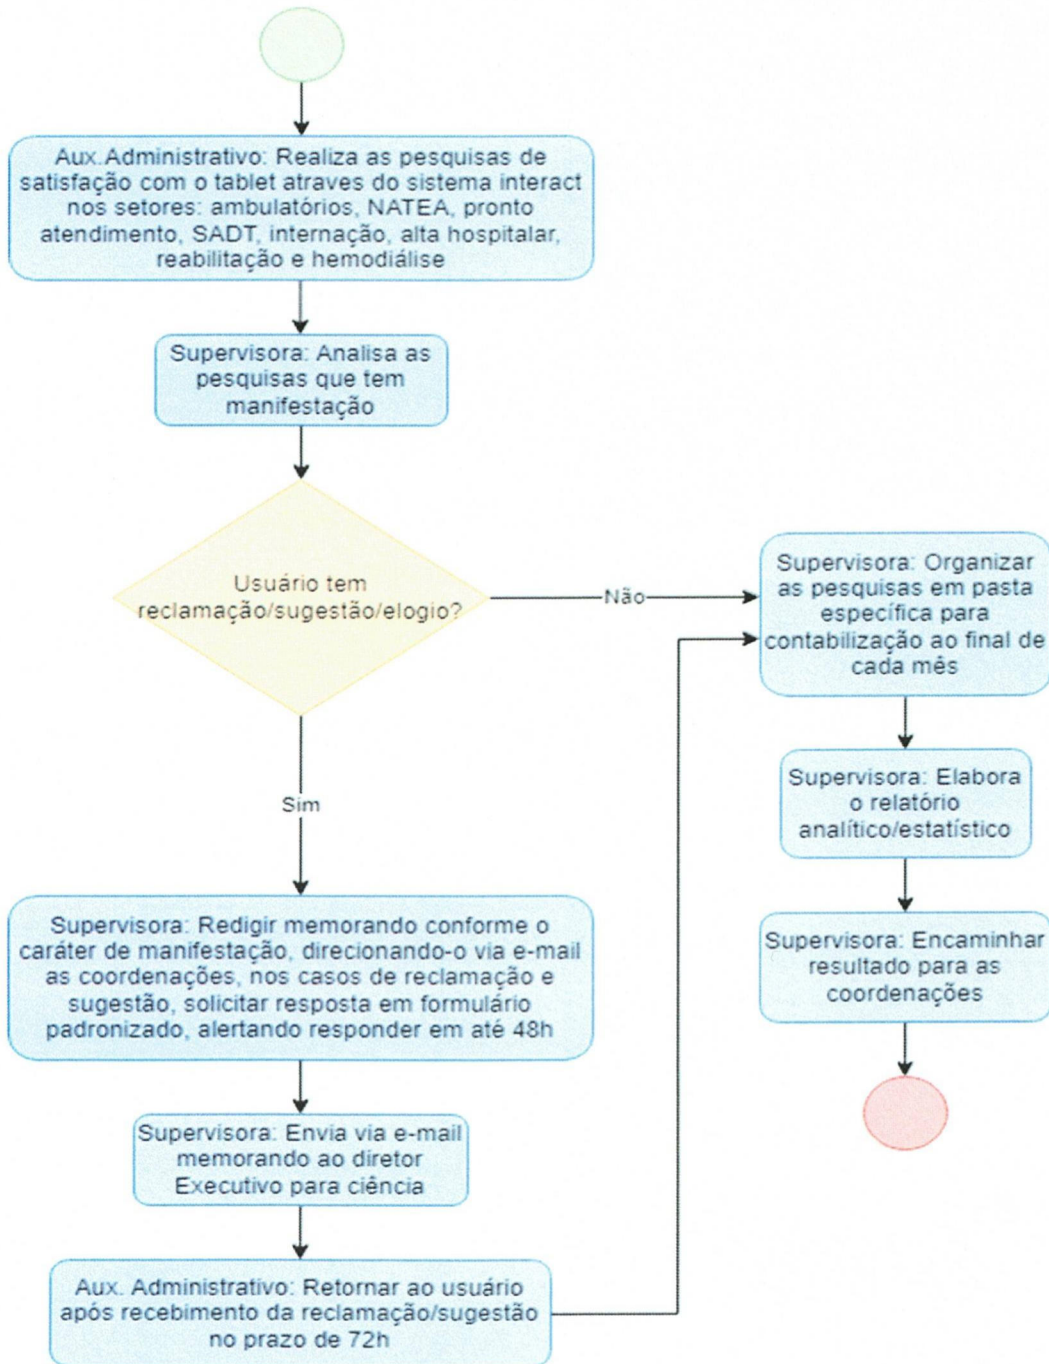 Aux.Administrativo: Realiza as pesquisas de
satisfação com o tablet atraves do sistema interact
nos setores: ambulatórios, NATEA, pronto
atendimento, SADT, internação, alta hospitalar,
reabilitação e hemodiálise
Supervisora: Analisa as
pesquisas que tem
manifestação
Usuário tem
reclamação/sugestão/elogio?
Não
Sim
Supervisora: Organizar
as pesquisas em pasta
específica para
contabilização ao final de
cada mês
Supervisora: Elabora
o relatório
analítico/estatístico
Supervisora: Encaminhar
resultado para as
coordenações
Supervisora: Redigir memorando conforme o
caráter de manifestação, direcionando-o via e-mail
as coordenações, nos casos de reclamação e
sugestão, solicitar resposta em formulário
padronizado, alertando responder em até 48h
Supervisora: Envia via e-mail
memorando ao diretor
Executivo para ciência
Aux. Administrativo: Retornar ao usuário
após recebimento da reclamação/sugestão
no prazo de 72h